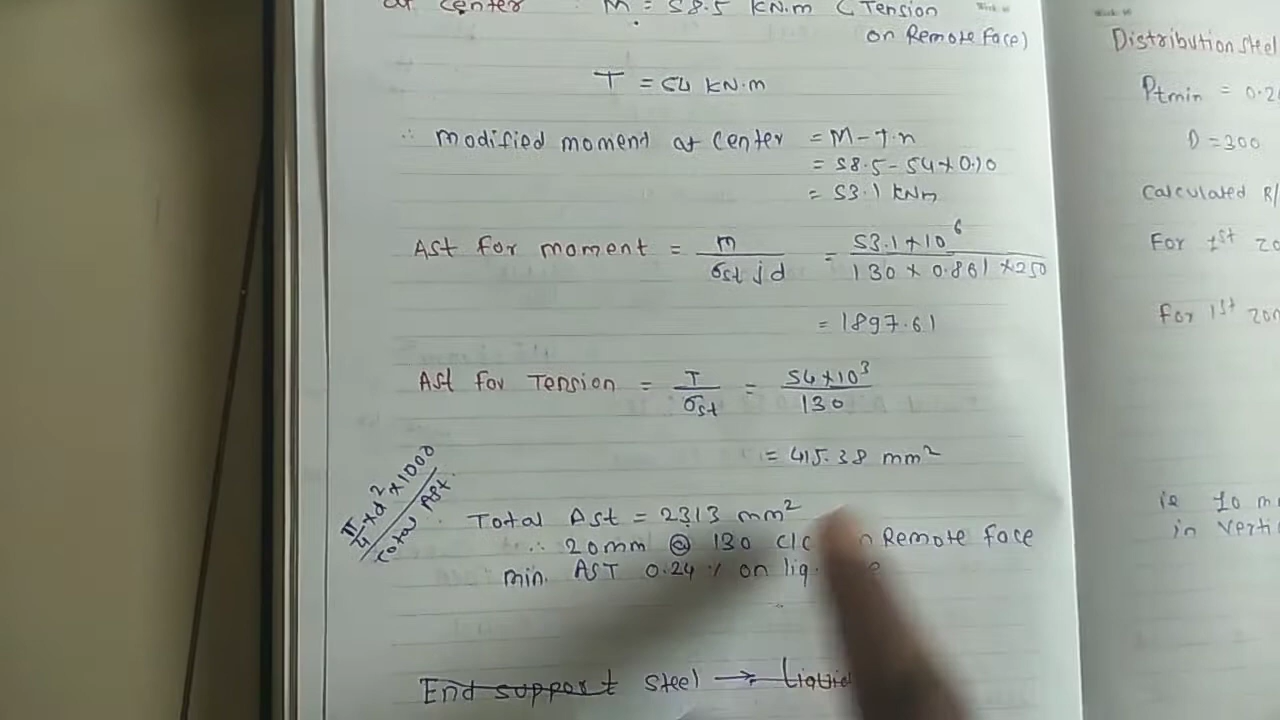 at center M = 58.5 KN.m (Tension
on Remote face)
T = 54 KN.m
∴ modified moment at center = M - T.n
= 58.5 - 54 x 0.10
= 53.1 KNm
Ast for moment = m / σst jd = 53.1 x 10^6 / 130 x 0.861 x 250
= 1897.61
Ast for Tension = T / σst = 54 x 10^3 / 130
= 415.38 mm²
π/4 x d² x 1000 / total Ast.
Total Ast = 2313 mm²
∴ 20mm @ 130 c/c Remote face
min. AST 0.24 % on liq.
End support steel → Liquid
Distribution steel
Ptmin =
D = 300
Calculated
For 1st
For 1st
ie 10
in